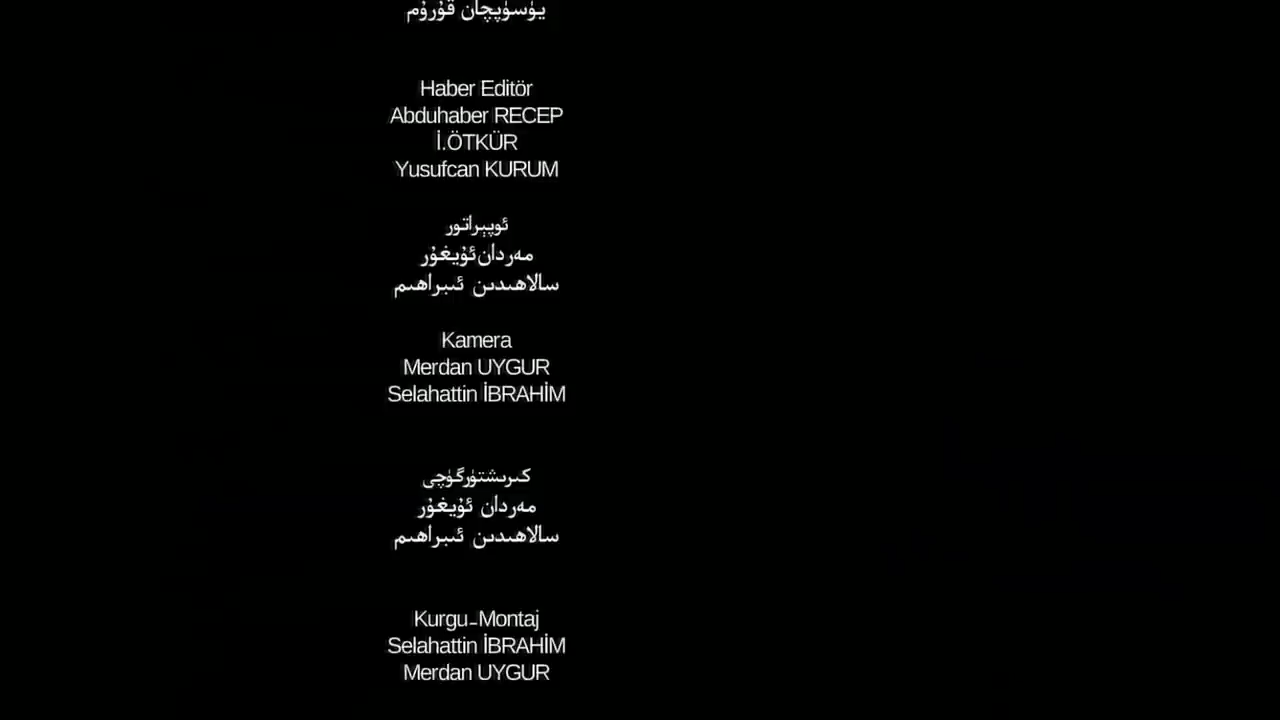 يۈسۈپجان قۇرۇم
Haber Editör
Abduhaber RECEP
İ.ÖTKÜR
Yusufcan KURUM
ئوپېراتور
مەردان ئۇيغۇر
سالاھىدىن ئىبراھىم
Kamera
Merdan UYGUR
Selahattin İBRAHİM
كىرىشتۈرگۈچى
مەردان ئۇيغۇر
سالاھىدىن ئىبراھىم
Kurgu-Montaj
Selahattin İBRAHİM
Merdan UYGUR